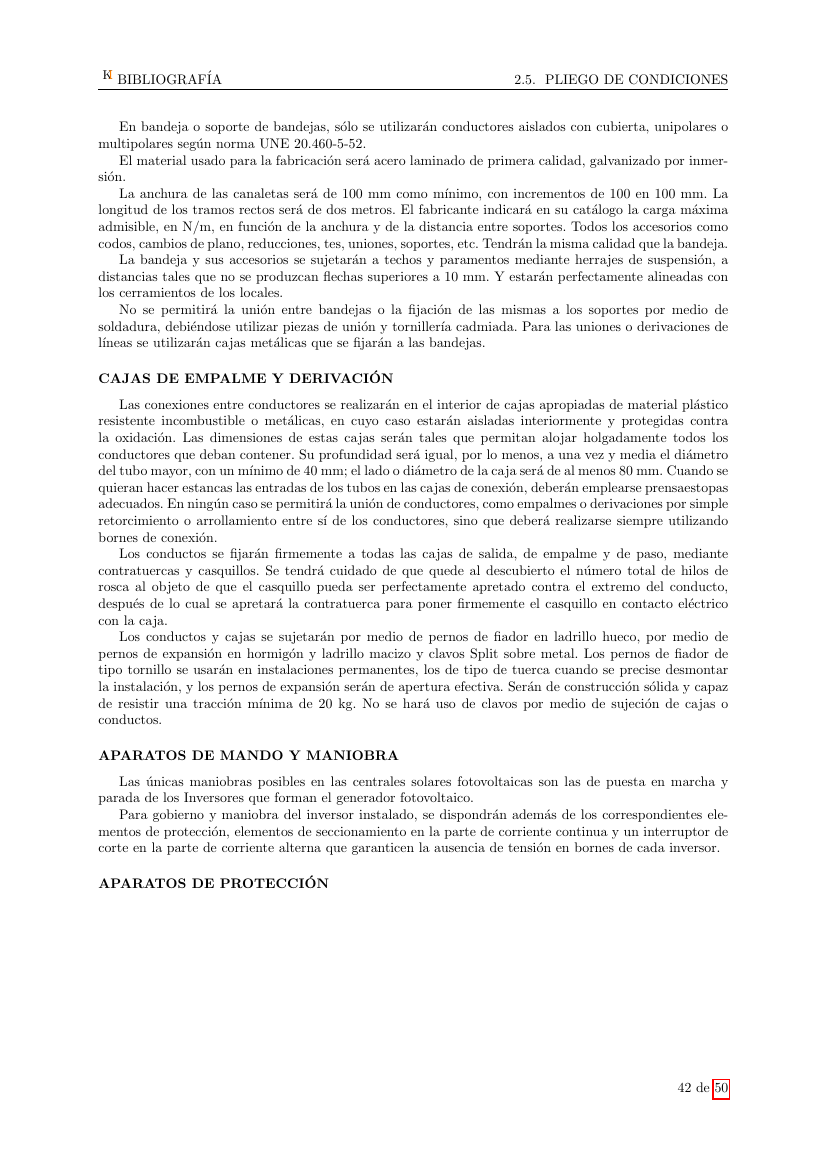 K BIBLIOGRAFÍA 2.5. PLIEGO DE CONDICIONES
En bandeja o soporte de bandejas, sólo se utilizarán conductores aislados con cubierta, unipolares o
multipolares según norma UNE 20.460-5-52.
El material usado para la fabricación será acero laminado de primera calidad, galvanizado por inmer-
sión.
La anchura de las canaletas será de 100 mm como mínimo, con incrementos de 100 en 100 mm. La
longitud de los tramos rectos será de dos metros. El fabricante indicará en su catálogo la carga máxima
admisible, en N/m, en función de la anchura y de la distancia entre soportes. Todos los accesorios como
codos, cambios de plano, reducciones, tes, uniones, soportes, etc. Tendrán la misma calidad que la bandeja.
La bandeja y sus accesorios se sujetarán a techos y paramentos mediante herrajes de suspensión, a
distancias tales que no se produzcan flechas superiores a 10 mm. Y estarán perfectamente alineadas con
los cerramientos de los locales.
No se permitirá la unión entre bandejas o la fijación de las mismas a los soportes por medio de
soldadura, debiéndose utilizar piezas de unión y tornillería cadmiada. Para las uniones o derivaciones de
líneas se utilizarán cajas metálicas que se fijarán a las bandejas.
CAJAS DE EMPALME Y DERIVACIÓN
Las conexiones entre conductores se realizarán en el interior de cajas apropiadas de material plástico
resistente incombustible o metálicas, en cuyo caso estarán aisladas interiormente y protegidas contra
la oxidación. Las dimensiones de estas cajas serán tales que permitan alojar holgadamente todos los
conductores que deban contener. Su profundidad será igual, por lo menos, a una vez y media el diámetro
del tubo mayor, con un mínimo de 40 mm; el lado o diámetro de la caja será de al menos 80 mm. Cuando se
quieran hacer estancas las entradas de los tubos en las cajas de conexión, deberán emplearse prensaestopas
adecuados. En ningún caso se permitirá la unión de conductores, como empalmes o derivaciones por simple
retorcimiento o arrollamiento entre sí de los conductores, sino que deberá realizarse siempre utilizando
bornes de conexión.
Los conductos se fijarán firmemente a todas las cajas de salida, de empalme y de paso, mediante
contratuercas y casquillos. Se tendrá cuidado de que quede al descubierto el número total de hilos de
rosca al objeto de que el casquillo pueda ser perfectamente apretado contra el extremo del conducto,
después de lo cual se apretará la contratuerca para poner firmemente el casquillo en contacto eléctrico
con la caja.
Los conductos y cajas se sujetarán por medio de pernos de fiador en ladrillo hueco, por medio de
pernos de expansión en hormigón y ladrillo macizo y clavos Split sobre metal. Los pernos de fiador de
tipo tornillo se usarán en instalaciones permanentes, los de tipo de tuerca cuando se precise desmontar
la instalación, y los pernos de expansión serán de apertura efectiva. Serán de construcción sólida y capaz
de resistir una tracción mínima de 20 kg. No se hará uso de clavos por medio de sujeción de cajas o
conductos.
APARATOS DE MANDO Y MANIOBRA
Las únicas maniobras posibles en las centrales solares fotovoltaicas son las de puesta en marcha y
parada de los Inversores que forman el generador fotovoltaico.
Para gobierno y maniobra del inversor instalado, se dispondrán además de los correspondientes ele-
mentos de protección, elementos de seccionamiento en la parte de corriente continua y un interruptor de
corte en la parte de corriente alterna que garanticen la ausencia de tensión en bornes de cada inversor.
APARATOS DE PROTECCIÓN
42 de 50